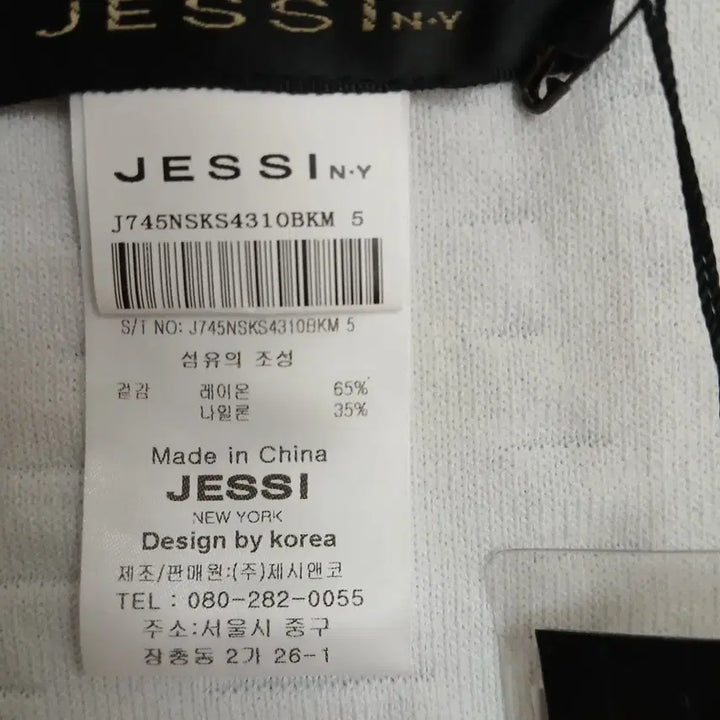 JESSI N·Y
JESSI N·Y
J745NSKS4310BKM 5
S/T NO: J745NSKS4310BKM 5
섬유의 조성
겉감 레이온 65%
나일론 35%
Made in China
JESSI
NEW YORK
Design by korea
제조/판매원:(주)제시앤코
TEL : 080-282-0055
주소:서울시 중구
장충동 2가 26-1